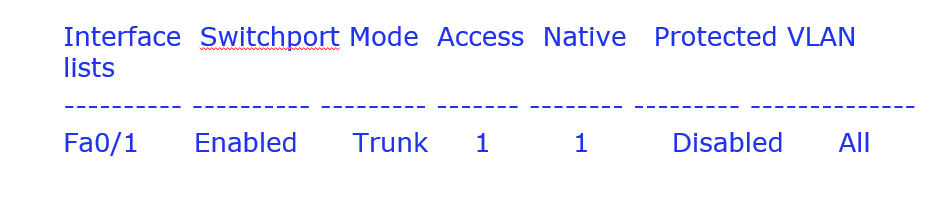 Interface Switchport Mode Access Native Protected VLAN
lists
---------- ---------- --------- ------- -------- --------- --------------
Fa0/1 Enabled Trunk 1 1 Disabled All